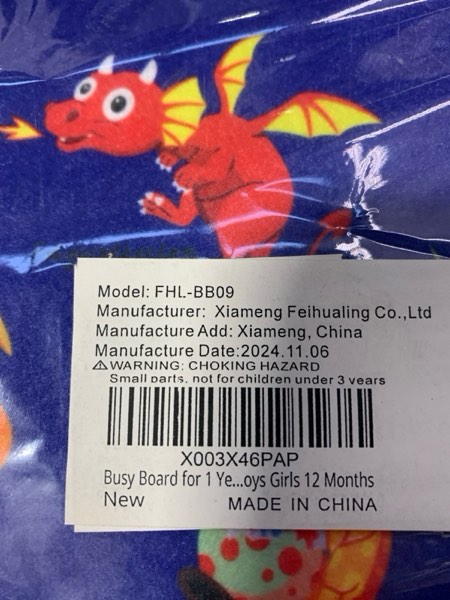 Model: FHL-BB09
Manufacturer: Xiameng Feihualing Co.,Ltd
Manufacture Add: Xiameng, China
Manufacture Date:2024.11.06
⚠WARNING: CHOKING HAZARD
Small parts, not for children under 3 years
X003X46PAP
Busy Board for 1 Ye...oys Girls 12 Months
New MADE IN CHINA